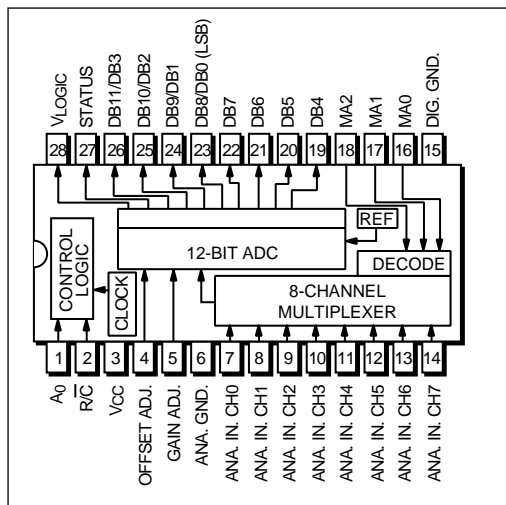 VLOGIC
STATUS
DB11/DB3
DB10/DB2
DB9/DB1
DB8/DB0 (LSB)
DB7
DB6
DB5
DB4
MA2
MA1
MA0
DIG. GND.
28 27 26 25 24 23 22 21 20 19 18 17 16 15
CONTROL LOGIC
CLOCK
12-BIT ADC
REF
DECODE
8-CHANNEL
MULTIPLEXER
1 2 3 4 5 6 7 8 9 10 11 12 13 14
A0
R/C
VCC
OFFSET ADJ.
GAIN ADJ.
ANA. GND.
ANA. IN. CH0
ANA. IN. CH1
ANA. IN. CH2
ANA. IN. CH3
ANA. IN. CH4
ANA. IN. CH5
ANA. IN. CH6
ANA. IN. CH7